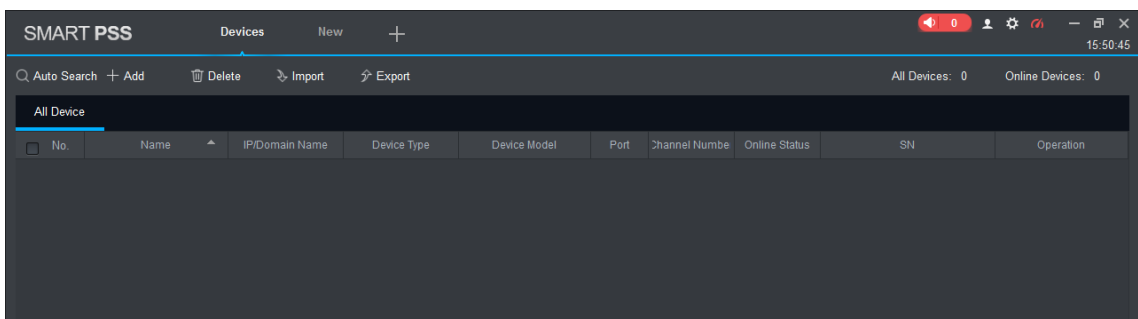 SMART PSS Devices New 0
15:50:45
Auto Search Add Delete Import Export All Devices: 0 Online Devices: 0
All Device
No. Name IP/Domain Name Device Type Device Model Port Channel Numbe Online Status SN Operation